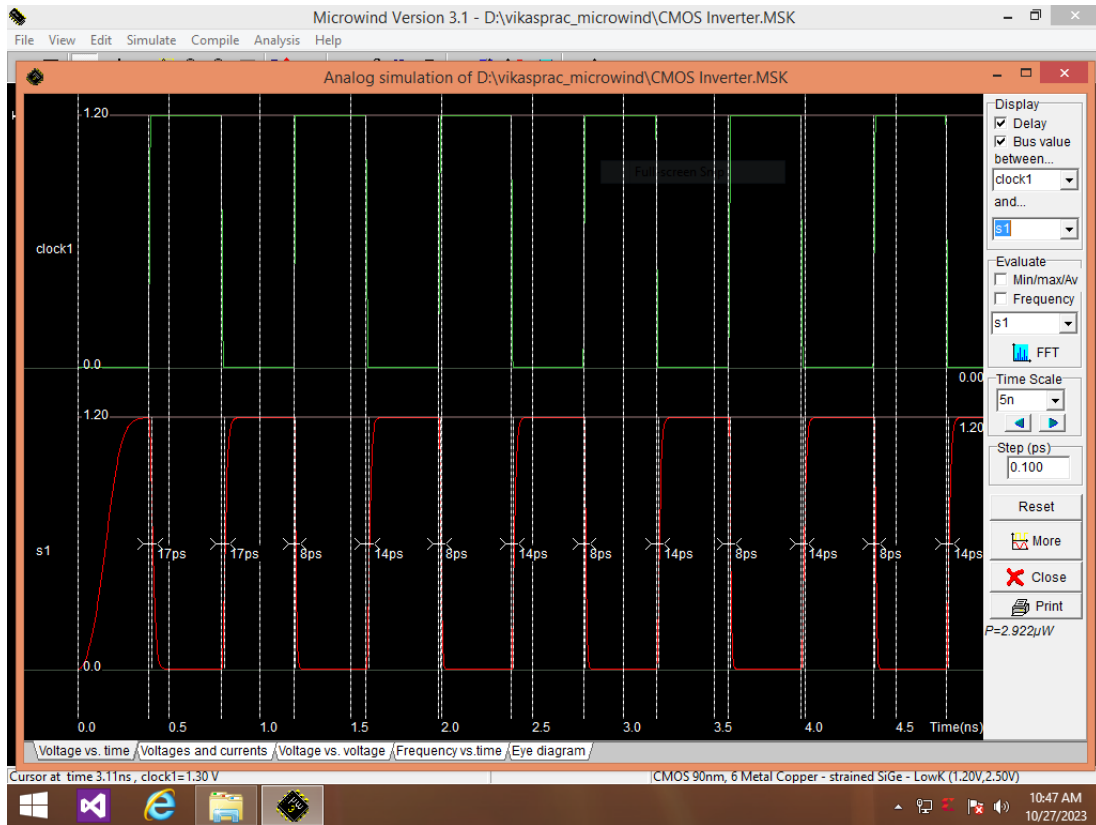 Microwind Version 3.1 - D:\vikasprac_microwind\CMOS Inverter.MSK
File View Edit Simulate Compile Analysis Help
Analog simulation of D:\vikasprac_microwind\CMOS Inverter.MSK
1.20
clock1
0.0
0.00
1.20
1.20
s1
17ps 17ps 8ps 14ps 8ps 14ps 8ps 14ps 8ps 14ps 8ps 14ps
0.0
0.0 0.5 1.0 1.5 2.0 2.5 3.0 3.5 4.0 4.5 Time(ns)
Full-screen Snip
Display
Delay
Bus value
between...
clock1
and...
s1
Evaluate
Min/max/Av
Frequency
s1
FFT
Time Scale
5n
Step (ps)
0.100
Reset
More
Close
Print
P=2.922µW
Voltage vs. time Voltages and currents Voltage vs. voltage Frequency vs.time Eye diagram
Cursor at time 3.11ns , clock1=1.30 V
CMOS 90nm, 6 Metal Copper - strained SiGe - LowK (1.20V,2.50V)
10:47 AM
10/27/2023